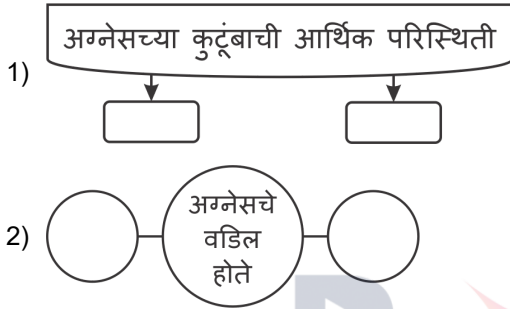 1) अग्नेसच्या कुटूंबाची आर्थिक परिस्थिती
2) अग्नेसचे
वडिल
होते